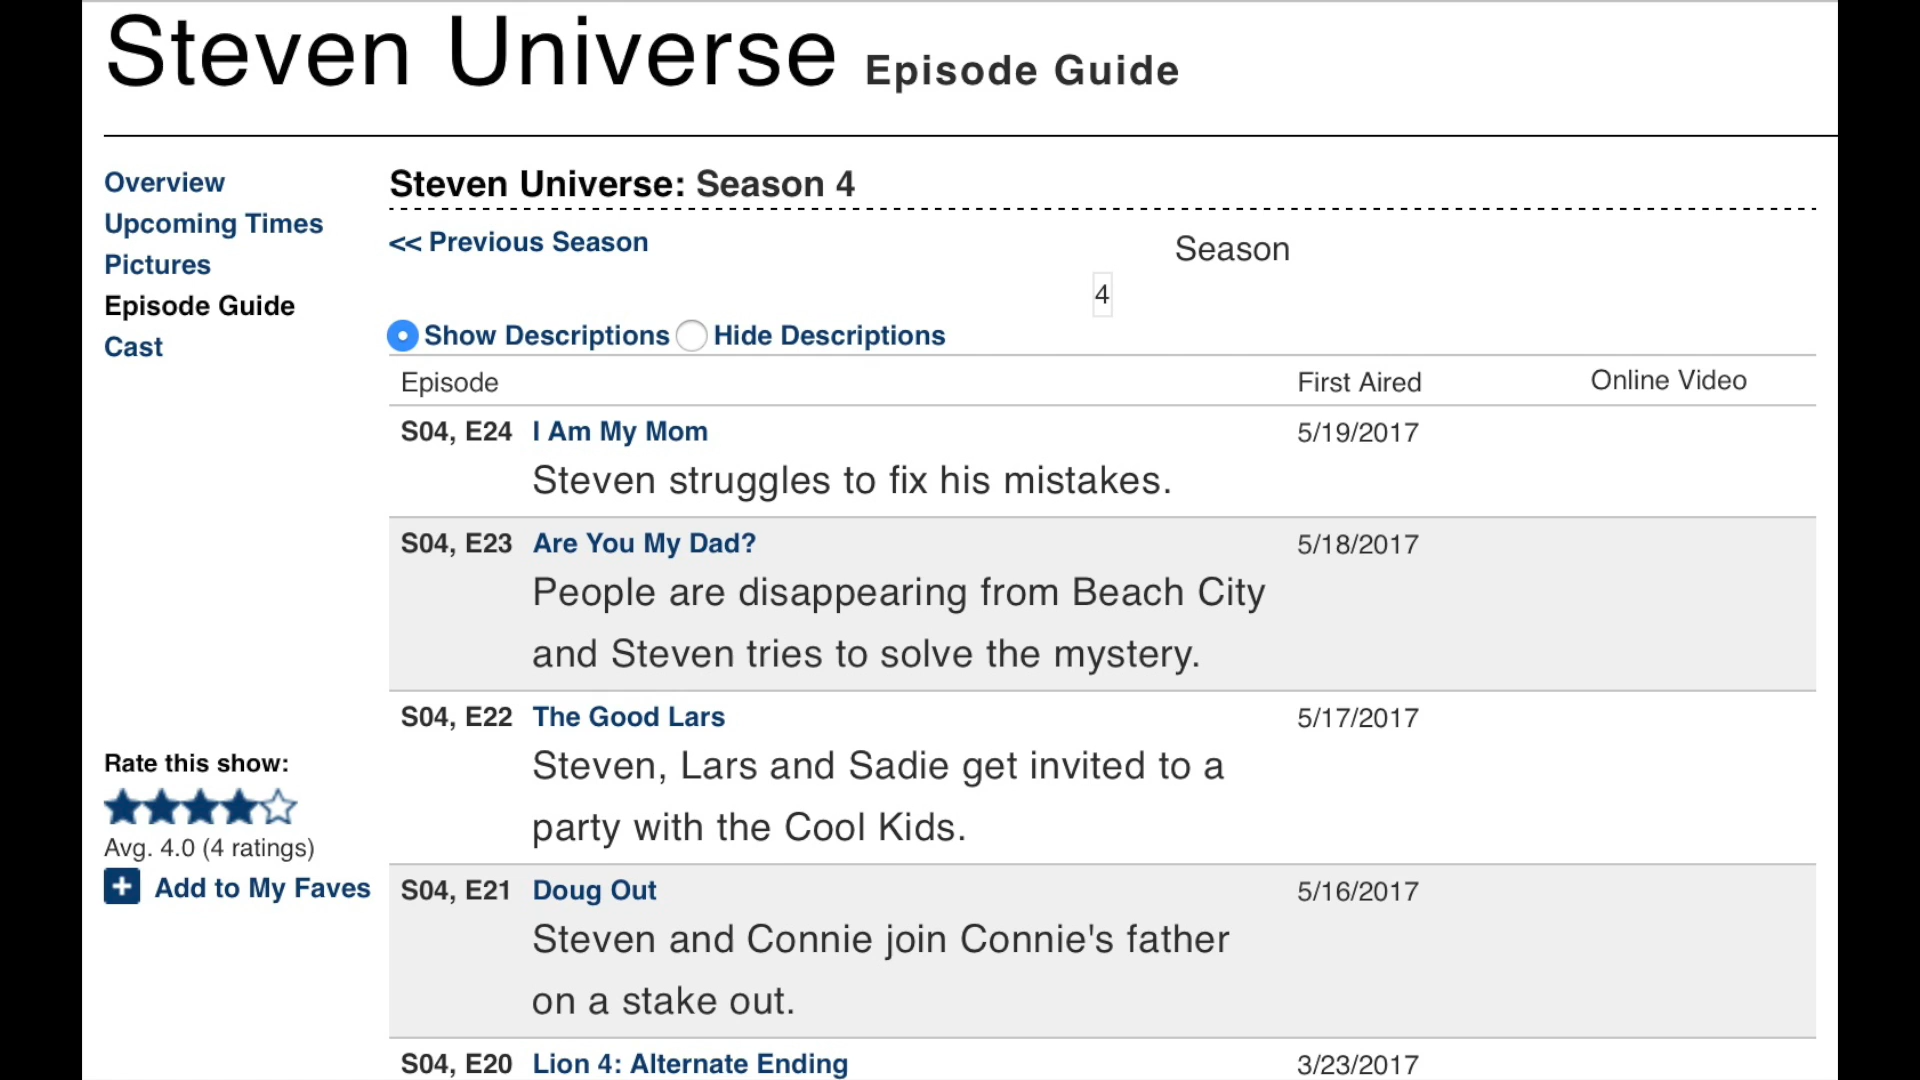 Steven Universe Episode Guide
Overview
Upcoming Times
Pictures
Episode Guide
Cast
Rate this show:
Avg. 4.0 (4 ratings)
+ Add to My Faves
Steven Universe: Season 4
<< Previous Season
Season
4
Show Descriptions Hide Descriptions
Episode First Aired Online Video
S04, E24 I Am My Mom 5/19/2017
Steven struggles to fix his mistakes.
S04, E23 Are You My Dad? 5/18/2017
People are disappearing from Beach City
and Steven tries to solve the mystery.
S04, E22 The Good Lars 5/17/2017
Steven, Lars and Sadie get invited to a
party with the Cool Kids.
S04, E21 Doug Out 5/16/2017
Steven and Connie join Connie's father
on a stake out.
S04, E20 Lion 4: Alternate Ending 3/23/2017